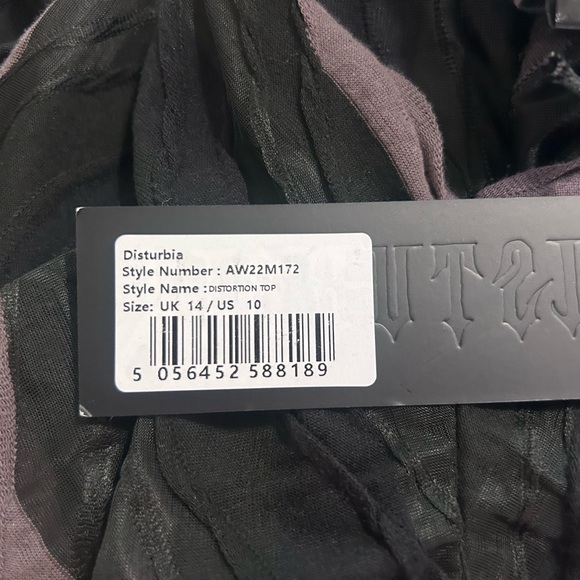 Disturbia
Style Number : AW22M172
Style Name : DISTORTION TOP
Size: UK 14 / US 10
5 056452 588189